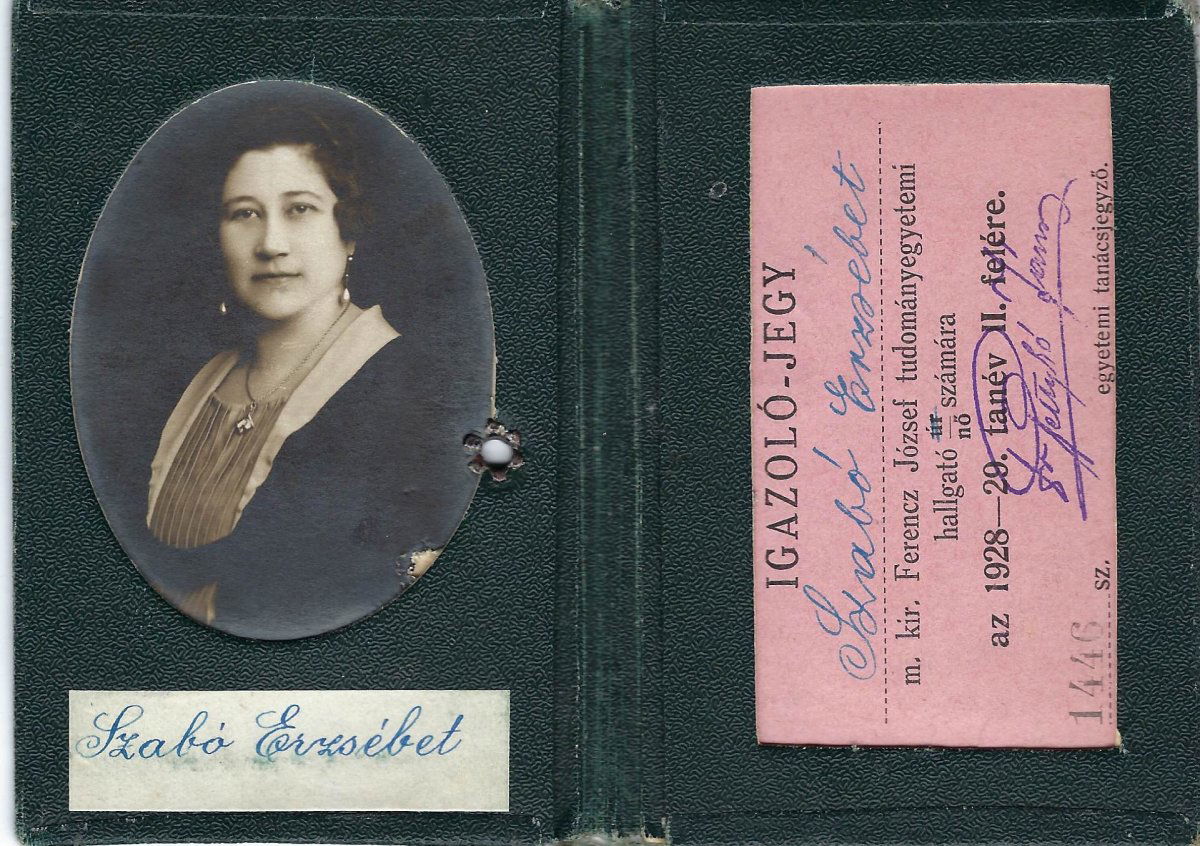 Szabó Erzsébet
IGAZOLÓ-JEGY
Szabó Erzsébet
m. kir. Ferencz József tudományegyetemi
hallgató úr
nő számára
az 1928—29. tanév II. felére.
1446 sz.
egyetemi tanácsjegyző.